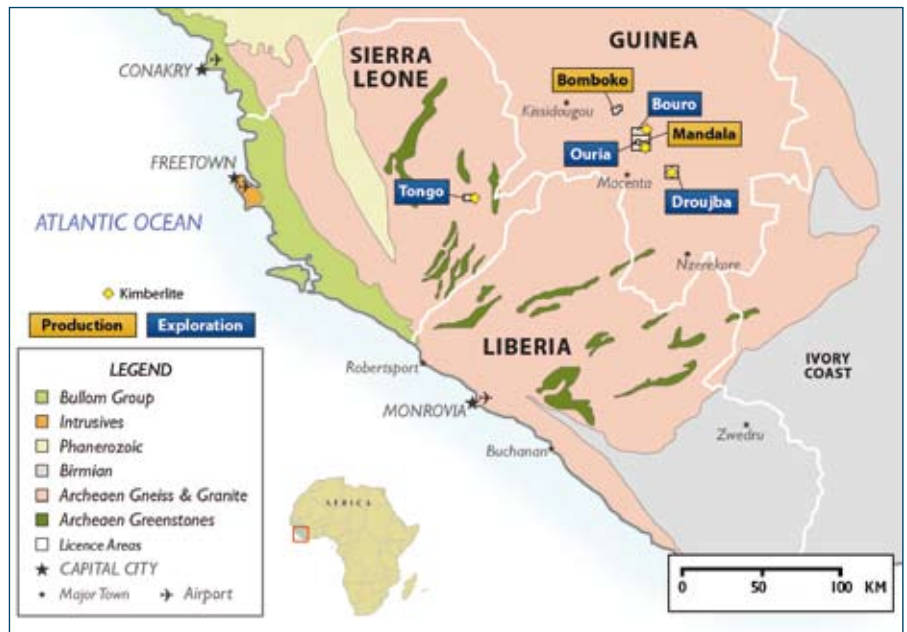 GUINEA
SIERRA
LEONE
CONAKRY
Bomboko
Kissidougou
Bouro
Mandala
Ouria
FREETOWN
Macenta
Tongo
Droujba
ATLANTIC OCEAN
Nzerekore
Kimberlite
Production
Exploration
LIBERIA
IVORY
COAST
Robertsport
MONROVIA
Zwedru
Buchanan
LEGEND
Bullom Group
Intrusives
Phanerozoic
Birmian
Archeaen Gneiss & Granite
Archeaen Greenstones
Licence Areas
CAPITAL CITY
Major Town
Airport
AFRICA
0 50 100 KM